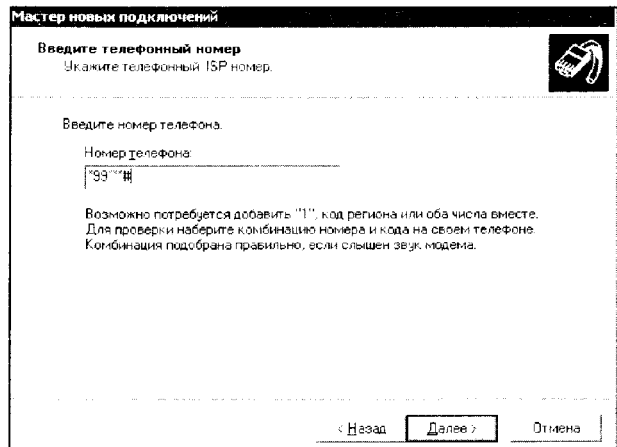 Мастер новых подключений
Введите телефонный номер
Укажите телефонный ISP номер.
Введите номер телефона.
Номер телефона:
*99***#
Возможно потребуется добавить "1", код региона или оба числа вместе.
Для проверки наберите комбинацию номера и кода на своем телефоне.
Комбинация подобрана правильно, если слышен звук модема.
< Назад Далее > Отмена